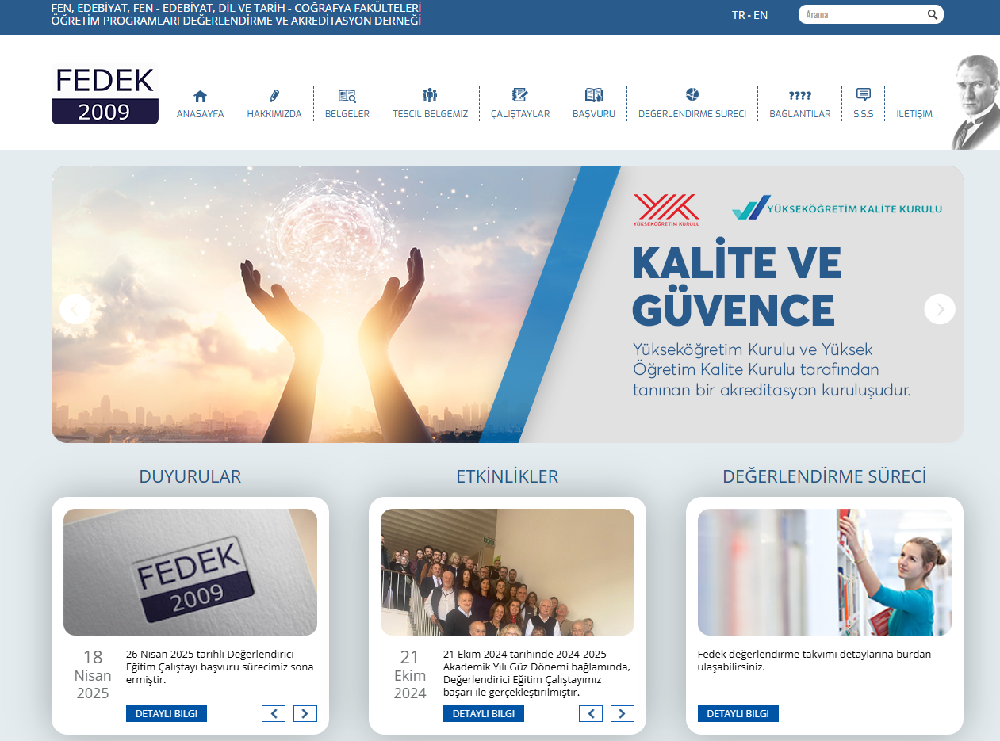 FEN, EDEBİYAT, FEN - EDEBİYAT, DİL VE TARİH - COĞRAFYA FAKÜLTELERİ
ÖĞRETİM PROGRAMLARI DEĞERLENDİRME VE AKREDİTASYON DERNEĞİ
TR - EN
Arama
FEDEK
2009
ANASAYFA
HAKKIMIZDA
BELGELER
TESCİL BELGEMİZ
ÇALIŞTAYLAR
BAŞVURU
DEĞERLENDİRME SÜRECİ
????
BAĞLANTILAR
S.S.S
İLETİŞİM
YÜKSEKÖĞRETİM KURULU
YÜKSEKÖĞRETİM KALİTE KURULU
KALİTE VE
GÜVENCE
Yükseköğretim Kurulu ve Yüksek
Öğretim Kalite Kurulu tarafından
tanınan bir akreditasyon kuruluşudur.
DUYURULAR
FEDEK
2009
18
Nisan
2025
26 Nisan 2025 tarihli Değerlendirici
Eğitim Çalıştayı başvuru sürecimiz sona
ermiştir.
DETAYLI BİLGİ
ETKİNLİKLER
21
Ekim
2024
21 Ekim 2024 tarihinde 2024-2025
Akademik Yılı Güz Dönemi bağlamında,
Değerlendirici Eğitim Çalıştayımız
başarı ile gerçekleştirilmiştir.
DETAYLI BİLGİ
DEĞERLENDİRME SÜRECİ
Fedek değerlendirme takvimi detaylarına burdan
ulaşabilirsiniz.
DETAYLI BİLGİ